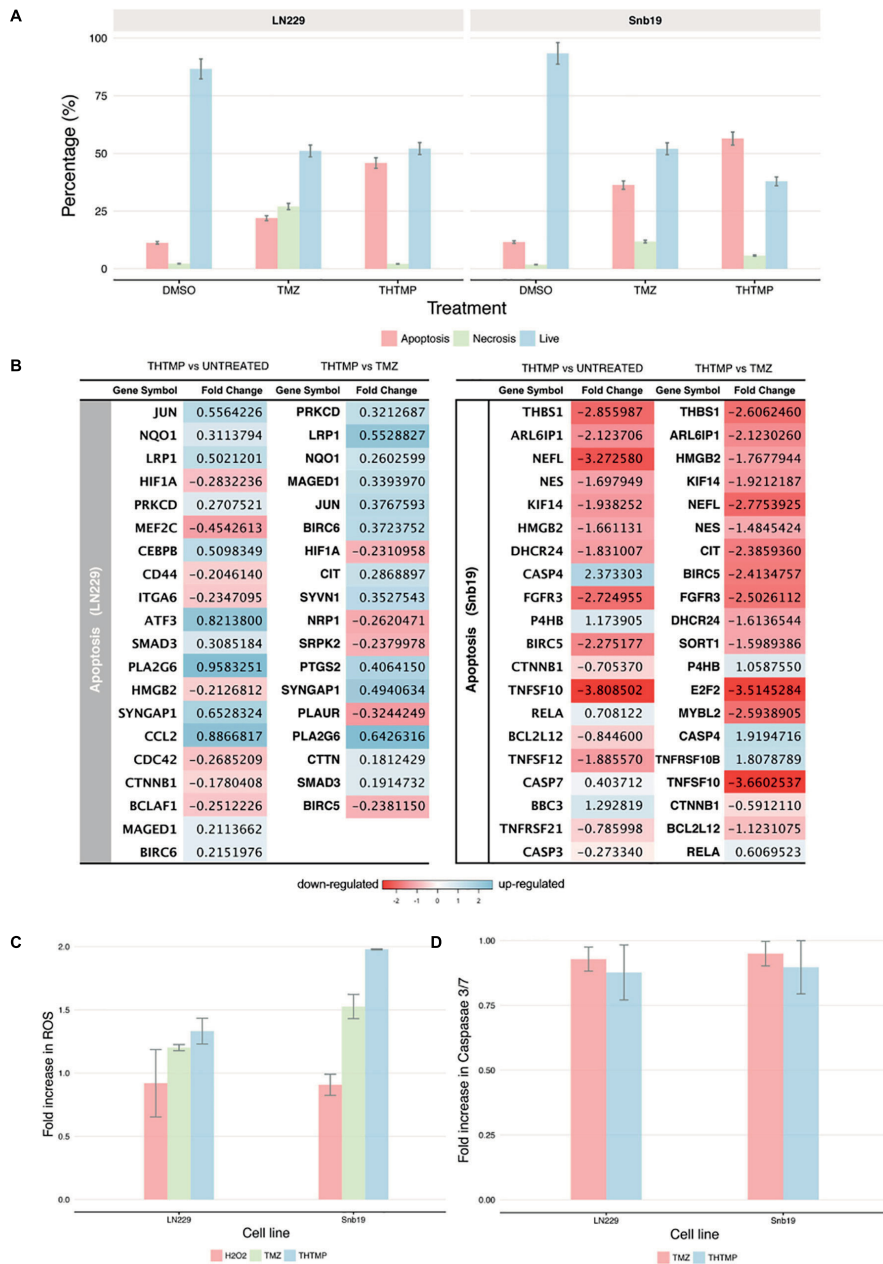 A
LN229 Snb19
100
75
50
25
0
Percentage (%)
DMSO TMZ THTMP DMSO TMZ THTMP
Treatment
Apoptosis Necrosis Live
B
THTMP vs UNTREATED THTMP vs TMZ THTMP vs UNTREATED THTMP vs TMZ
Gene Symbol Fold Change Gene Symbol Fold Change Gene Symbol Fold Change Gene Symbol Fold Change
Apoptosis (LN229)
Apoptosis (Snb19)
JUN 0.5564226 PRKCD 0.3212687 THBS1 −2.855987 THBS1 −2.6062460
NQO1 0.3113794 LRP1 0.5528827 ARL6IP1 −2.123706 ARL6IP1 −2.1230260
LRP1 0.5021201 NQO1 0.2602599 NEFL −3.272580 HMGB2 −1.7677944
HIF1A −0.2832236 MAGED1 0.3393970 NES −1.697949 KIF14 −1.9212187
PRKCD 0.2707521 JUN 0.3767593 KIF14 −1.938252 NEFL −2.7753925
MEF2C −0.4542613 BIRC6 0.3723752 HMGB2 −1.661131 NES −1.4845424
CEBPB 0.5098349 HIF1A −0.2310958 DHCR24 −1.831007 CIT −2.3859360
CD44 −0.2046140 CIT 0.2868897 CASP4 2.373303 BIRC5 −2.4134757
ITGA6 −0.2347095 SYVN1 0.3527543 FGFR3 −2.724955 FGFR3 −2.5026112
ATF3 0.8213800 NRP1 −0.2620471 P4HB 1.173905 DHCR24 −1.6136544
SMAD3 0.3085184 SRPK2 −0.2379978 BIRC5 −2.275177 SORT1 −1.5989386
PLA2G6 0.9583251 PTGS2 0.4064150 CTNNB1 −0.705370 P4HB 1.0587550
HMGB2 −0.2126812 SYNGAP1 0.4940634 TNFSF10 −3.808502 E2F2 −3.5145284
SYNGAP1 0.6528324 PLAUR −0.3244249 RELA 0.708122 MYBL2 −2.5938905
CCL2 0.8866817 PLA2G6 0.6426316 BCL2L12 −0.844600 CASP4 1.9194716
CDC42 −0.2685209 CTTN 0.1812429 TNFSF12 −1.885570 TNFRSF10B 1.8078789
CTNNB1 −0.1780408 SMAD3 0.1914732 CASP7 0.403712 TNFSF10 −3.6602537
BCLAF1 −0.2512226 BIRC5 −0.2381150 BBC3 1.292819 CTNNB1 −0.5912110
MAGED1 0.2113662 TNFRSF21 −0.785998 BCL2L12 −1.1231075
BIRC6 0.2151976 CASP3 −0.273340 RELA 0.6069523
down-regulated up-regulated
-2 -1 0 1 2
C
2.0
1.5
1.0
0.5
0.0
Fold increase in ROS
LN229 Snb19
Cell line
H2O2 TMZ THTMP
D
1.00
0.75
0.50
0.25
0.00
Fold increase in Caspasae 3/7
LN229 Snb19
Cell line
TMZ THTMP